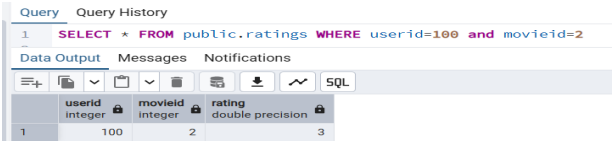 Query Query History
1 SELECT * FROM public.ratings WHERE userid=100 and movieid=2
Data Output Messages Notifications
SQL
userid movieid rating
integer integer double precision
1 100 2 3